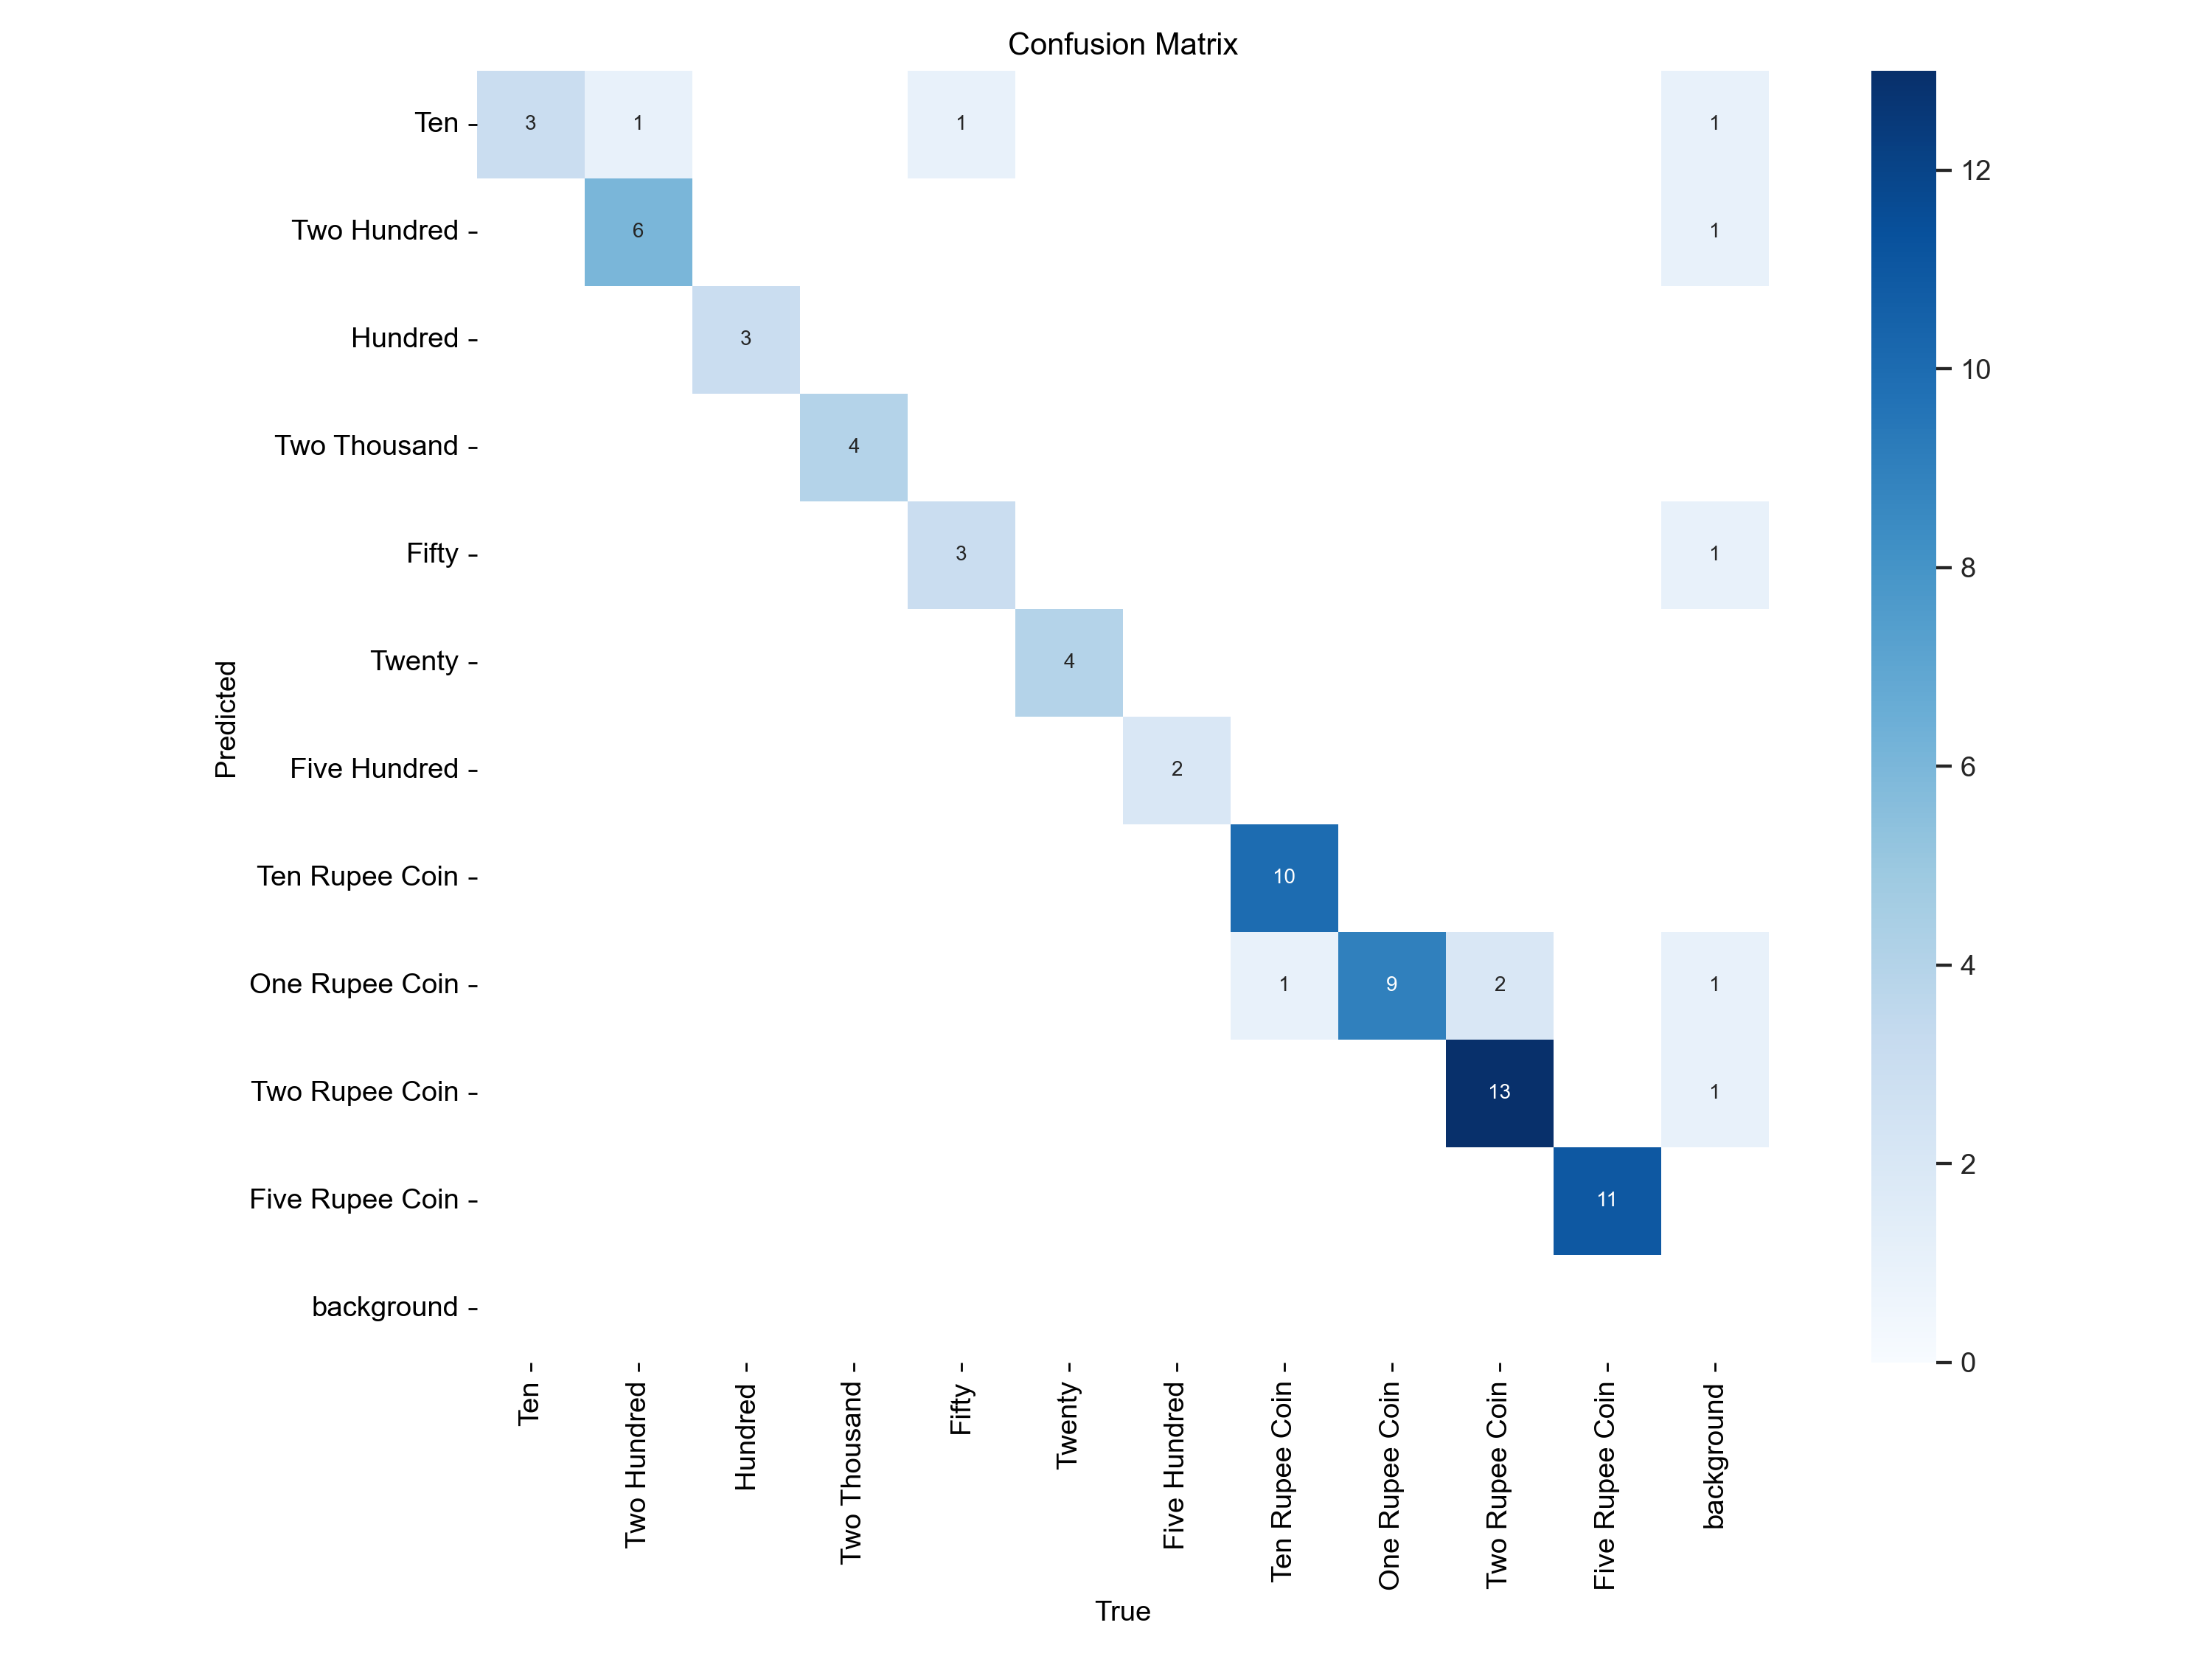 Confusion Matrix
Ten
3 1 1 1
Two Hundred
6 1
Hundred
3
Two Thousand
4
Fifty
3 1
Twenty
4
Five Hundred
2
Ten Rupee Coin
10
One Rupee Coin
1 9 2 1
Two Rupee Coin
13 1
Five Rupee Coin
11
background
Predicted
Ten
Two Hundred
Hundred
Two Thousand
Fifty
Twenty
Five Hundred
Ten Rupee Coin
One Rupee Coin
Two Rupee Coin
Five Rupee Coin
background
True
12
10
8
6
4
2
0